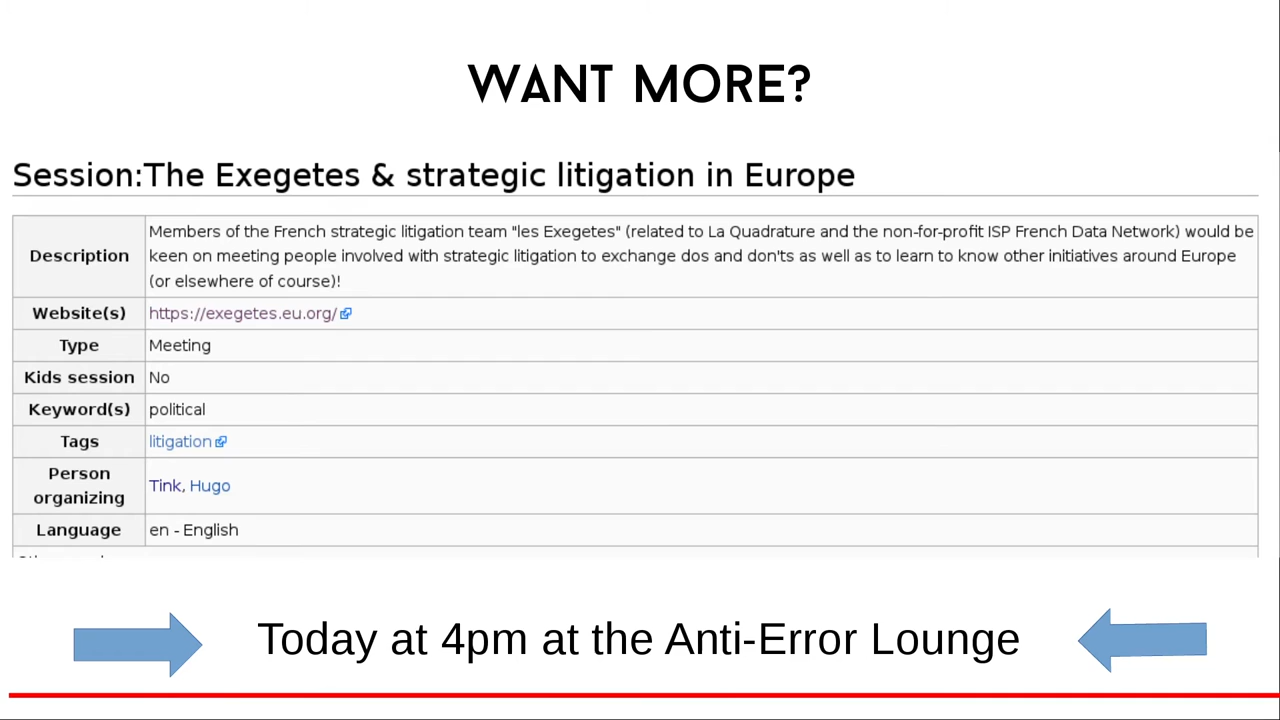 WANT MORE?
Session:The Exegetes & strategic litigation in Europe
Description
Members of the French strategic litigation team "les Exegetes" (related to La Quadrature and the non-for-profit ISP French Data Network) would be
keen on meeting people involved with strategic litigation to exchange dos and don'ts as well as to learn to know other initiatives around Europe
(or elsewhere of course)!
Website(s) https://exegetes.eu.org/
Type Meeting
Kids session No
Keyword(s) political
Tags litigation
Person
organizing
Tink, Hugo
Language en - English
Today at 4pm at the Anti-Error Lounge